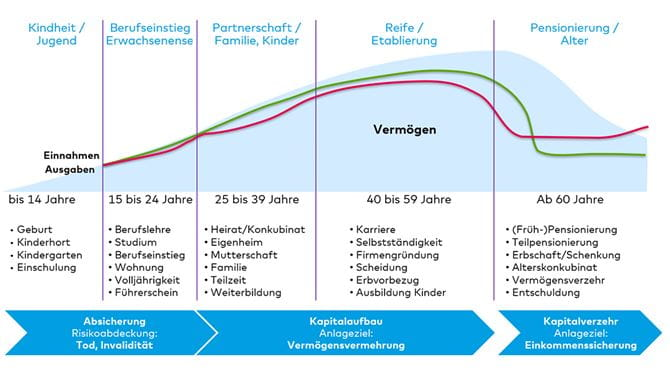 Kindheit /
Jugend
Berufseinstieg
Erwachsenense
Partnerschaft /
Familie, Kinder
Reife /
Etablierung
Pensionierung /
Alter
Vermögen
Einnahmen
Ausgaben
bis 14 Jahre
15 bis 24 Jahre
25 bis 39 Jahre
40 bis 59 Jahre
Ab 60 Jahre
• Geburt
• Kinderhort
• Kindergarten
• Einschulung
• Berufslehre
• Studium
• Berufseinstieg
• Wohnung
• Volljährigkeit
• Führerschein
• Heirat/Konkubinat
• Eigenheim
• Mutterschaft
• Familie
• Teilzeit
• Weiterbildung
• Karriere
• Selbstständigkeit
• Firmengründung
• Scheidung
• Erbvorbezug
• Ausbildung Kinder
• (Früh-)Pensionierung
• Teilpensionierung
• Erbschaft/Schenkung
• Alterskonkubinat
• Vermögensverzehr
• Entschuldung
Absicherung
Risikoabdeckung:
Tod, Invalidität
Kapitalaufbau
Anlageziel:
Vermögensvermehrung
Kapitalverzehr
Anlageziel:
Einkommenssicherung